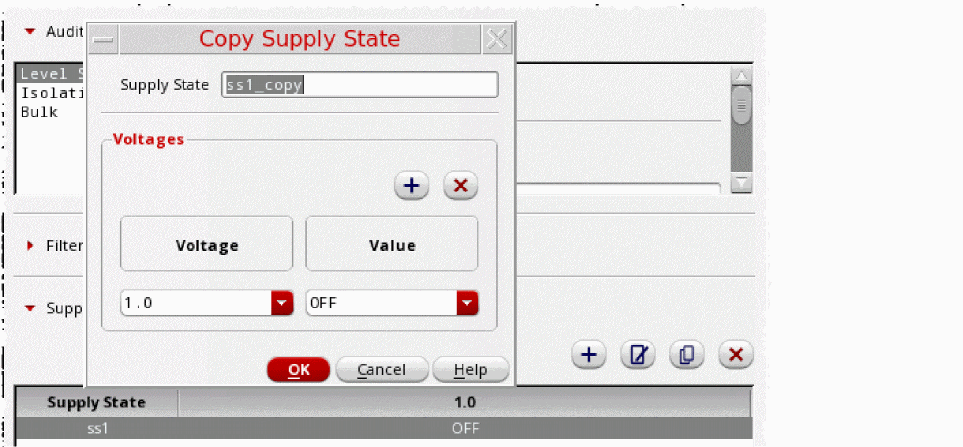 Copy Supply State
Audit
Level S
Isolati
Bulk
Supply State ss1_copy
Voltages
Voltage Value
1.0 OFF
Filter
Supp
OK Cancel Help
Supply State 1.0
ss1 OFF